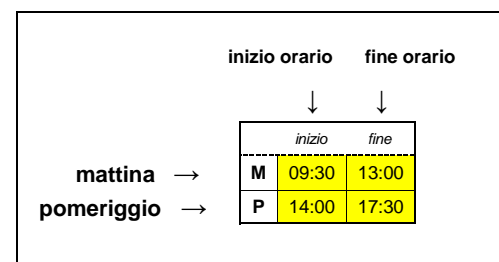 inizio orario fine orario
↓ ↓
inizio fine
mattina → M 09:30 13:00
pomeriggio → P 14:00 17:30